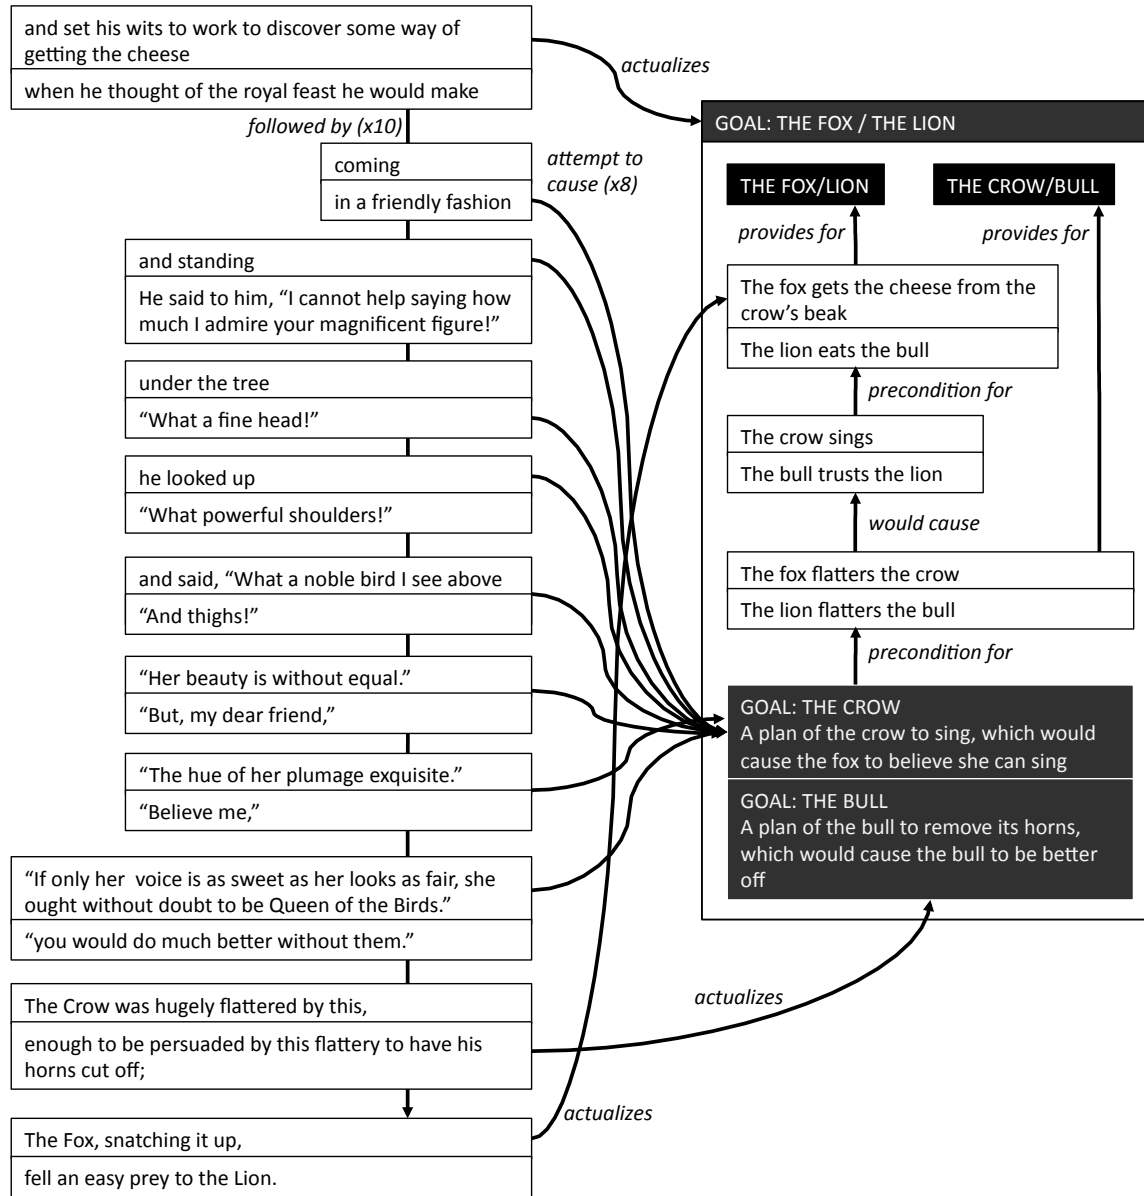 and set his wits to work to discover some way of
getting the cheese
when he thought of the royal feast he would make
followed by (x10)
coming
in a friendly fashion
attempt to
cause (x8)
and standing
He said to him, “I cannot help saying how
much I admire your magnificent figure!”
under the tree
“What a fine head!”
he looked up
“What powerful shoulders!”
and said, “What a noble bird I see above
“And thighs!”
“Her beauty is without equal.”
“But, my dear friend,”
“The hue of her plumage exquisite.”
“Believe me,”
“If only her voice is as sweet as her looks as fair, she
ought without doubt to be Queen of the Birds.”
“you would do much better without them.”
The Crow was hugely flattered by this,
enough to be persuaded by this flattery to have his
horns cut off;
The Fox, snatching it up,
fell an easy prey to the Lion.
actualizes
actualizes
actualizes
GOAL: THE FOX / THE LION
THE FOX/LION
THE CROW/BULL
provides for
provides for
The fox gets the cheese from the
crow’s beak
The lion eats the bull
precondition for
The crow sings
The bull trusts the lion
would cause
The fox flatters the crow
The lion flatters the bull
precondition for
GOAL: THE CROW
A plan of the crow to sing, which would
cause the fox to believe she can sing
GOAL: THE BULL
A plan of the bull to remove its horns,
which would cause the bull to be better
off